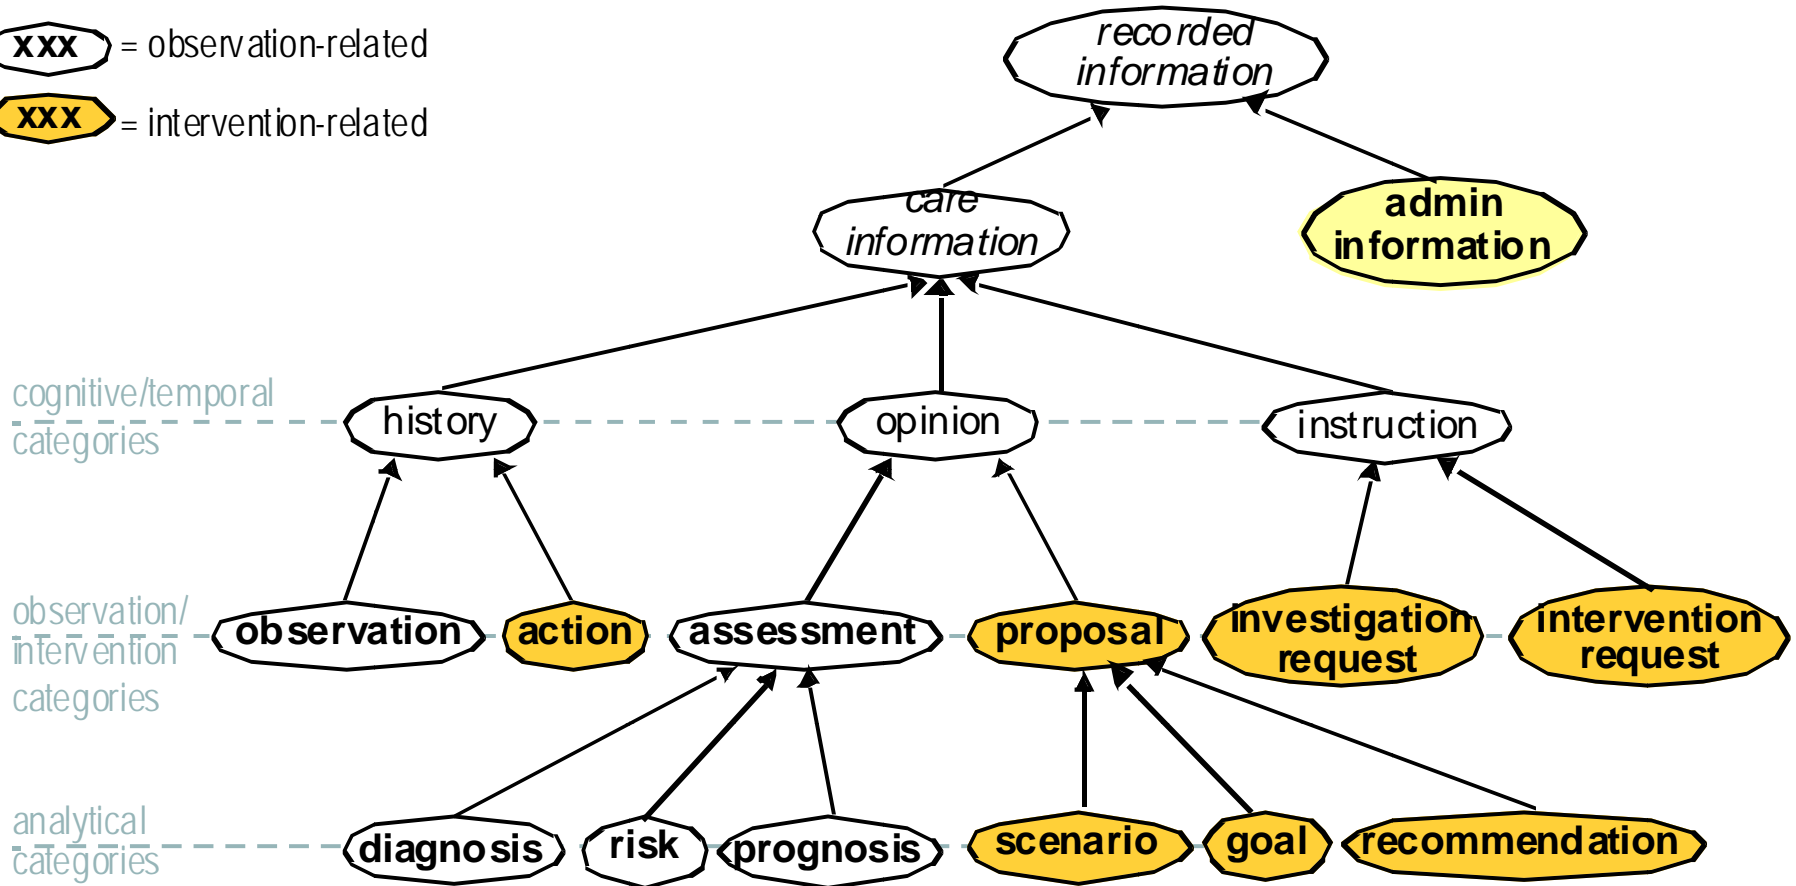 xxx = observation-related
xxx = intervention-related
recorded
information
care
information
admin
information
cognitive/temporal
categories
history
opinion
instruction
observation/
intervention
categories
observation
action
assessment
proposal
investigation
request
intervention
request
analytical
categories
diagnosis
risk
prognosis
scenario
goal
recommendation